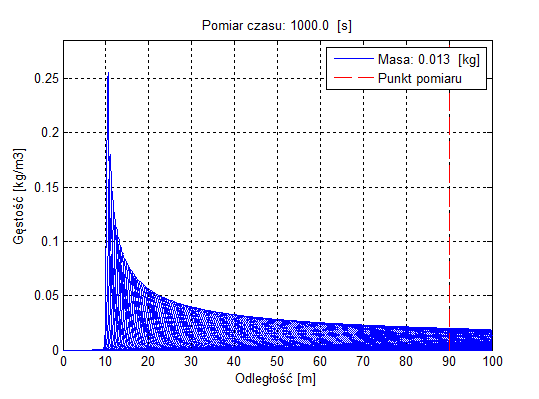 Pomiar czasu: 1000.0 [s]
Masa: 0.013 [kg]
Punkt pomiaru
Gęstość [kg/m3]
0.25
0.2
0.15
0.1
0.05
0
0 10 20 30 40 50 60 70 80 90 100
Odległość [m]